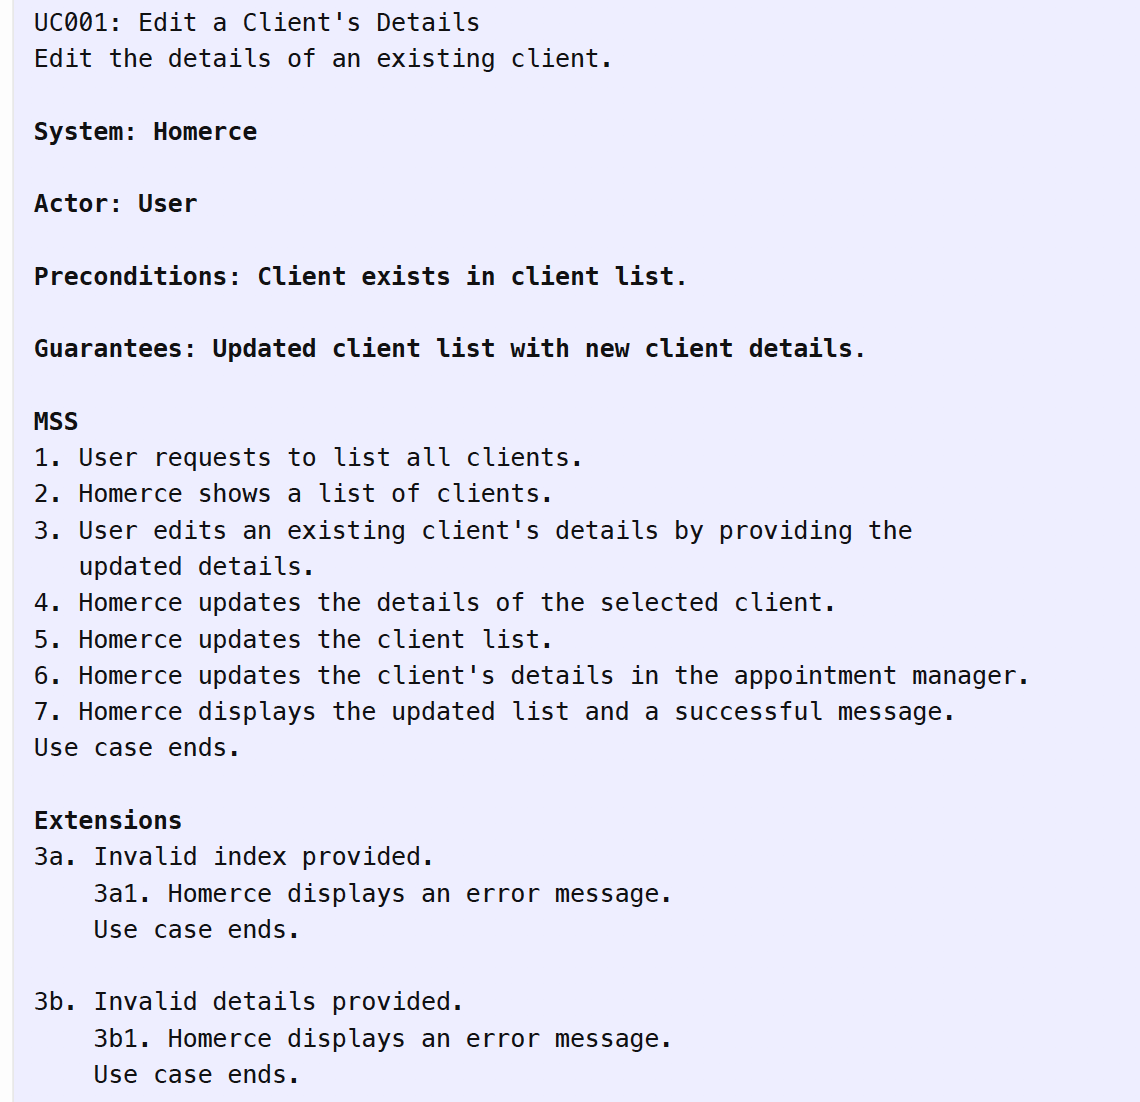 UC001: Edit a Client's Details
Edit the details of an existing client.
System: Homerce
Actor: User
Preconditions: Client exists in client list.
Guarantees: Updated client list with new client details.
MSS
1. User requests to list all clients.
2. Homerce shows a list of clients.
3. User edits an existing client's details by providing the
updated details.
4. Homerce updates the details of the selected client.
5. Homerce updates the client list.
6. Homerce updates the client's details in the appointment manager.
7. Homerce displays the updated list and a successful message.
Use case ends.
Extensions
3a. Invalid index provided.
3a1. Homerce displays an error message.
Use case ends.
3b. Invalid details provided.
3b1. Homerce displays an error message.
Use case ends.